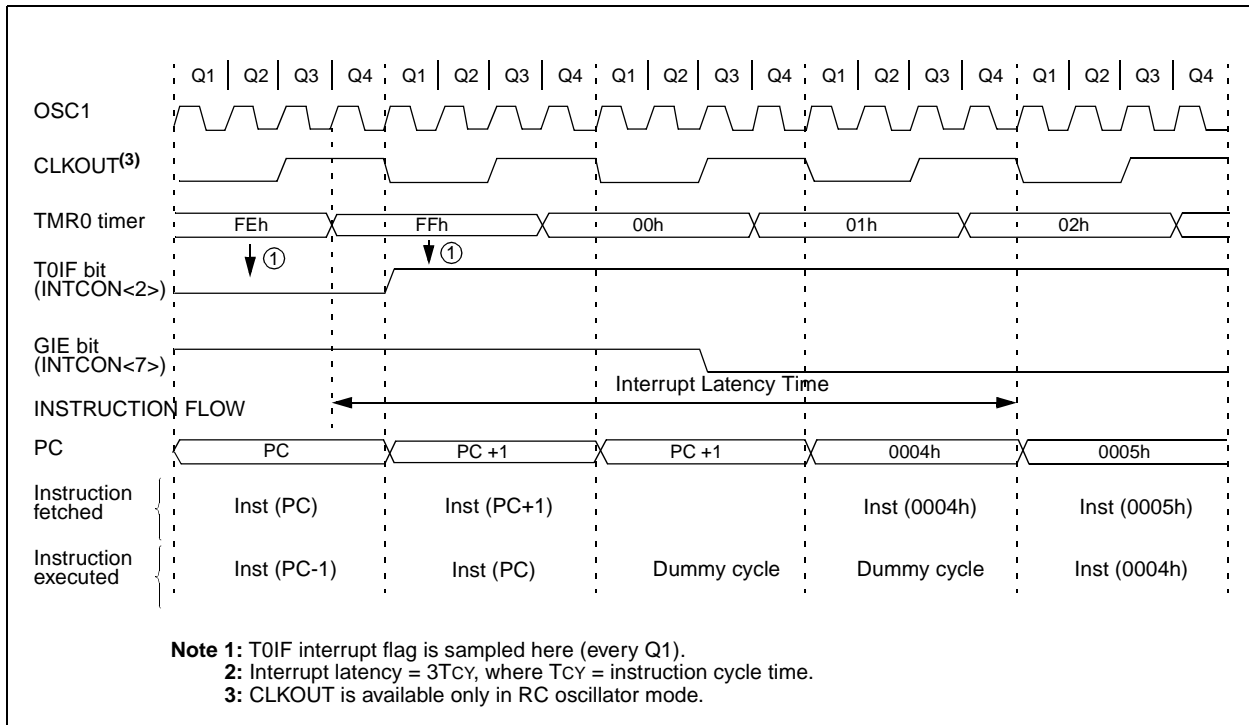 Q1 Q2 Q3 Q4 Q1 Q2 Q3 Q4 Q1 Q2 Q3 Q4 Q1 Q2 Q3 Q4 Q1 Q2 Q3 Q4
OSC1
CLKOUT(3)
TMR0 timer FEh FFh 00h 01h 02h
1 1
T0IF bit
(INTCON<2>)
GIE bit
(INTCON<7>)
Interrupt Latency Time
INSTRUCTION FLOW
PC PC PC +1 PC +1 0004h 0005h
Instruction
fetched
Inst (PC) Inst (PC+1) Inst (0004h) Inst (0005h)
Instruction
executed
Inst (PC-1) Inst (PC) Dummy cycle Dummy cycle Inst (0004h)
Note 1: T0IF interrupt flag is sampled here (every Q1).
2: Interrupt latency = 3TCY, where TCY = instruction cycle time.
3: CLKOUT is available only in RC oscillator mode.